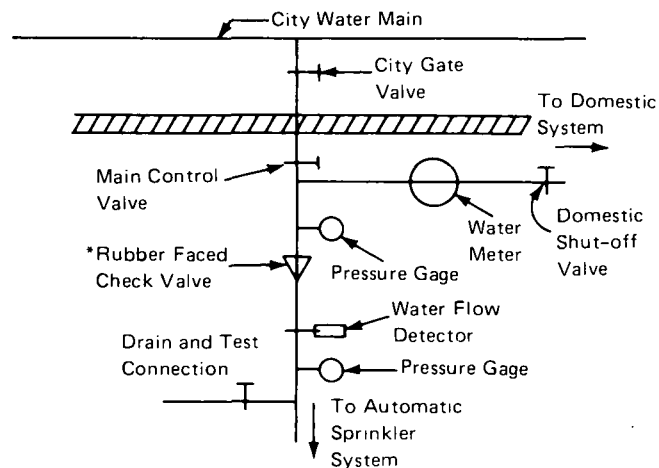 City Water Main
City Gate
Valve
To Domestic
System
Main Control
Valve
Water
Meter
Domestic
Shut-off
Valve
*Rubber Faced
Check Valve
Pressure Gage
Water Flow
Detector
Drain and Test
Connection
Pressure Gage
To Automatic
Sprinkler
System